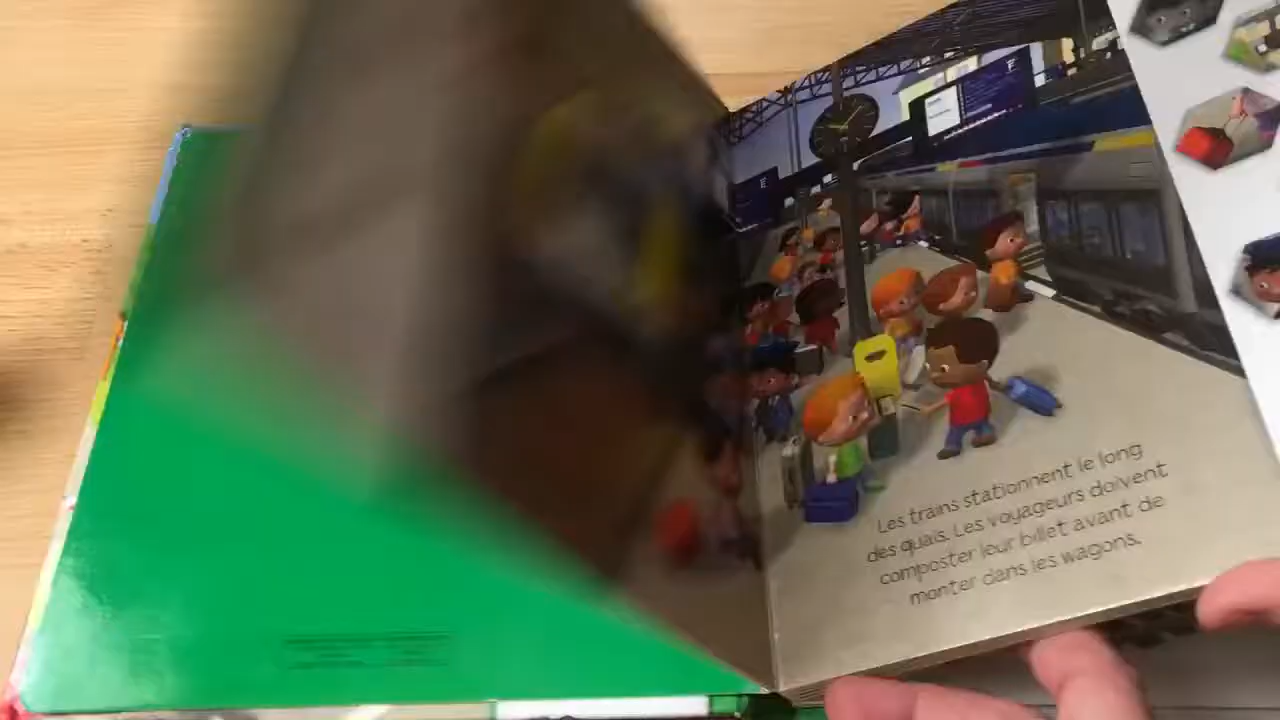 Les trains stationnent le long
des quais. Les voyageurs doivent
composter leur billet avant de
monter dans les wagons.